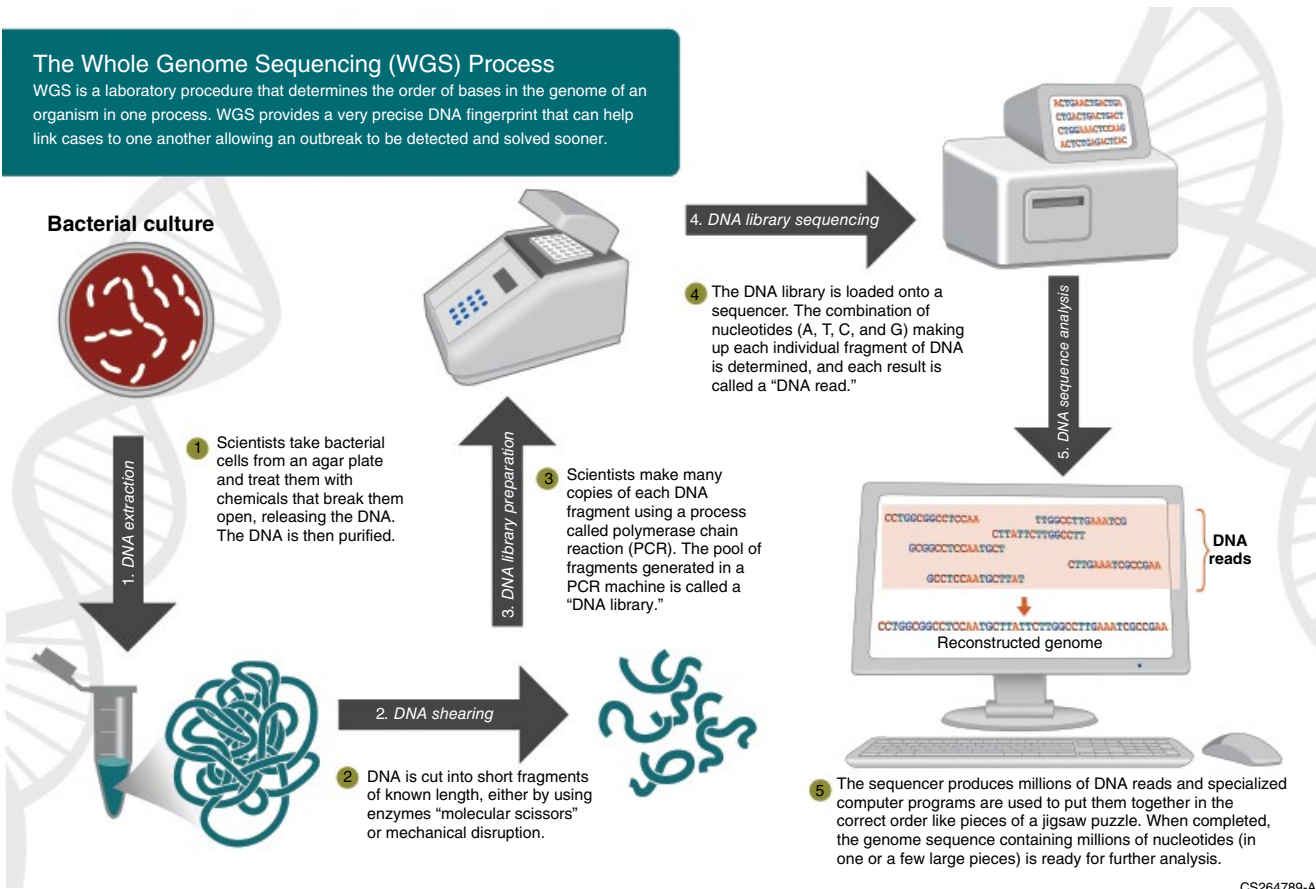 The Whole Genome Sequencing (WGS) Process
WGS is a laboratory procedure that determines the order of bases in the genome of an
organism in one process. WGS provides a very precise DNA fingerprint that can help
link cases to one another allowing an outbreak to be detected and solved sooner.
Bacterial culture
1. DNA extraction
1
Scientists take bacterial
cells from an agar plate
and treat them with
chemicals that break them
open, releasing the DNA.
The DNA is then purified.
2. DNA shearing
2
DNA is cut into short fragments
of known length, either by using
enzymes “molecular scissors”
or mechanical disruption.
3. DNA library preparation
3
Scientists make many
copies of each DNA
fragment using a process
called polymerase chain
reaction (PCR). The pool of
fragments generated in a
PCR machine is called a
“DNA library.”
4. DNA library sequencing
4
The DNA library is loaded onto a
sequencer. The combination of
nucleotides (A, T, C, and G) making
up each individual fragment of DNA
is determined, and each result is
called a “DNA read.”
ACTGAACTGACTGA
CTGACTGACTGACT
CTGGAAACTCCAAG
ACTCTGAGACTCAC
5. DNA sequence analysis
CCTGGCGGCCTCCAA
TTGGCCTTGAAATCG
CTTATTCTTGGCCTT
GCGGCCTCCAATGCT
CTTGAAATCGCCGAA
GCCTCCAATGCTTAT
DNA
reads
CCTGGCGGCCTCCAATGCTTATTCTTGGCCTTGAAATCGCCGAA
Reconstructed genome
5
The sequencer produces millions of DNA reads and specialized
computer programs are used to put them together in the
correct order like pieces of a jigsaw puzzle. When completed,
the genome sequence containing millions of nucleotides (in
one or a few large pieces) is ready for further analysis.
CS264789-A